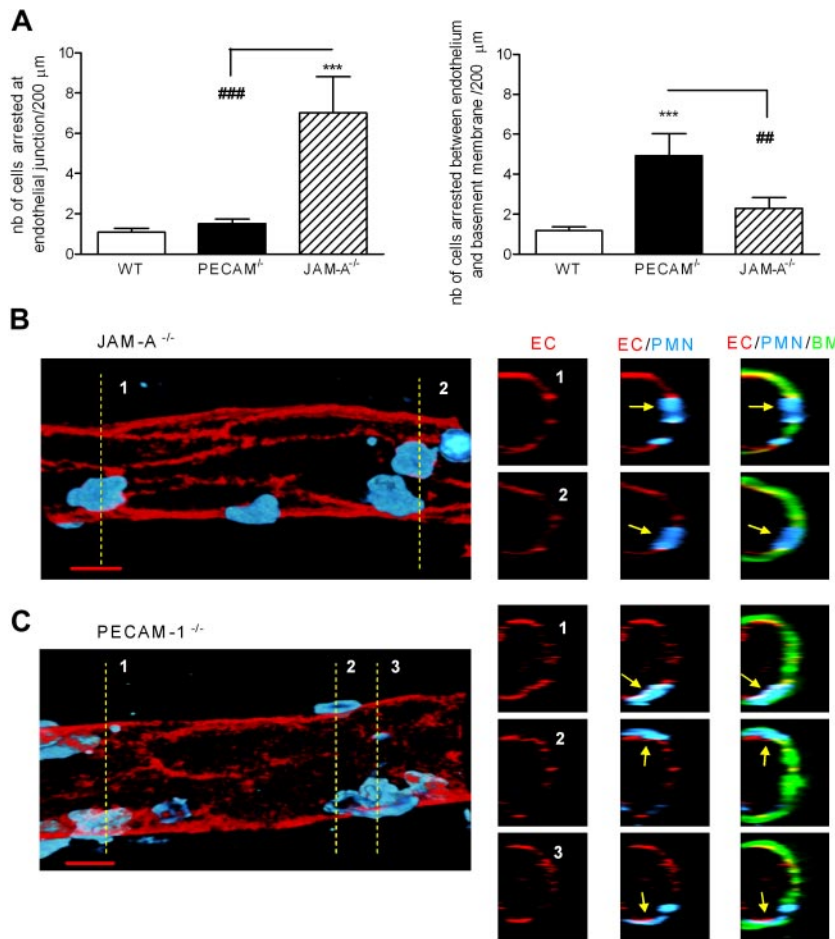 A
nb of cells arrested at
endothelial junction/200 µm
10
8
6
4
2
0
###
***
WT
PECAM-/-
JAM-A-/-
nb of cells arrested between endothelium
and basement membrane /200 µm
10
8
6
4
2
0
***
##
WT
PECAM-/-
JAM-A-/-
B
JAM-A -/-
EC
EC/PMN
EC/PMN/BM
1
2
1
2
C
PECAM-1 -/-
1
2
3
1
2
3